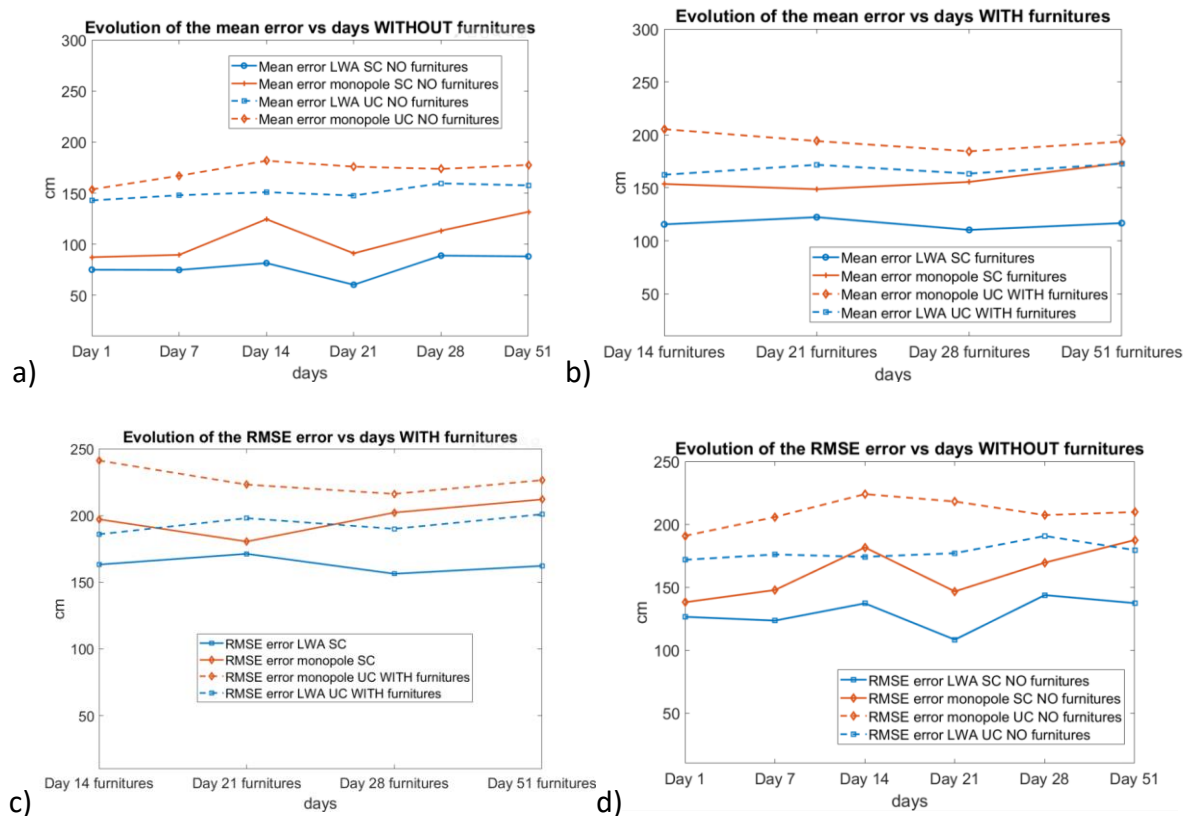 Evolution of the mean error vs days WITHOUT furnitures
300
250
200
150
100
50
cm
Mean error LWA SC NO furnitures
Mean error monopole SC NO furnitures
Mean error LWA UC NO furnitures
Mean error monopole UC NO furnitures
Day 1 Day 7 Day 14 Day 21 Day 28 Day 51
days
a)
Evolution of the mean error vs days WITH furnitures
300
250
200
150
100
50
cm
Mean error LWA SC furnitures
Mean error monopole SC furnitures
Mean error monopole UC WITH furnitures
Mean error LWA UC WITH furnitures
Day 14 furnitures Day 21 furnitures Day 28 furnitures Day 51 furnitures
days
b)
Evolution of the RMSE error vs days WITH furnitures
250
200
150
100
50
cm
RMSE error LWA SC
RMSE error monopole SC
RMSE error monopole UC WITH furnitures
RMSE error LWA UC WITH furnitures
Day 14 furnitures Day 21 furnitures Day 28 furnitures Day 51 furnitures
days
c)
Evolution of the RMSE error vs days WITHOUT furnitures
250
200
150
100
50
cm
RMSE error LWA SC NO furnitures
RMSE error monopole SC NO furnitures
RMSE error monopole UC NO furnitures
RMSE error LWA UC NO furnitures
Day 1 Day 7 Day 14 Day 21 Day 28 Day 51
days
d)